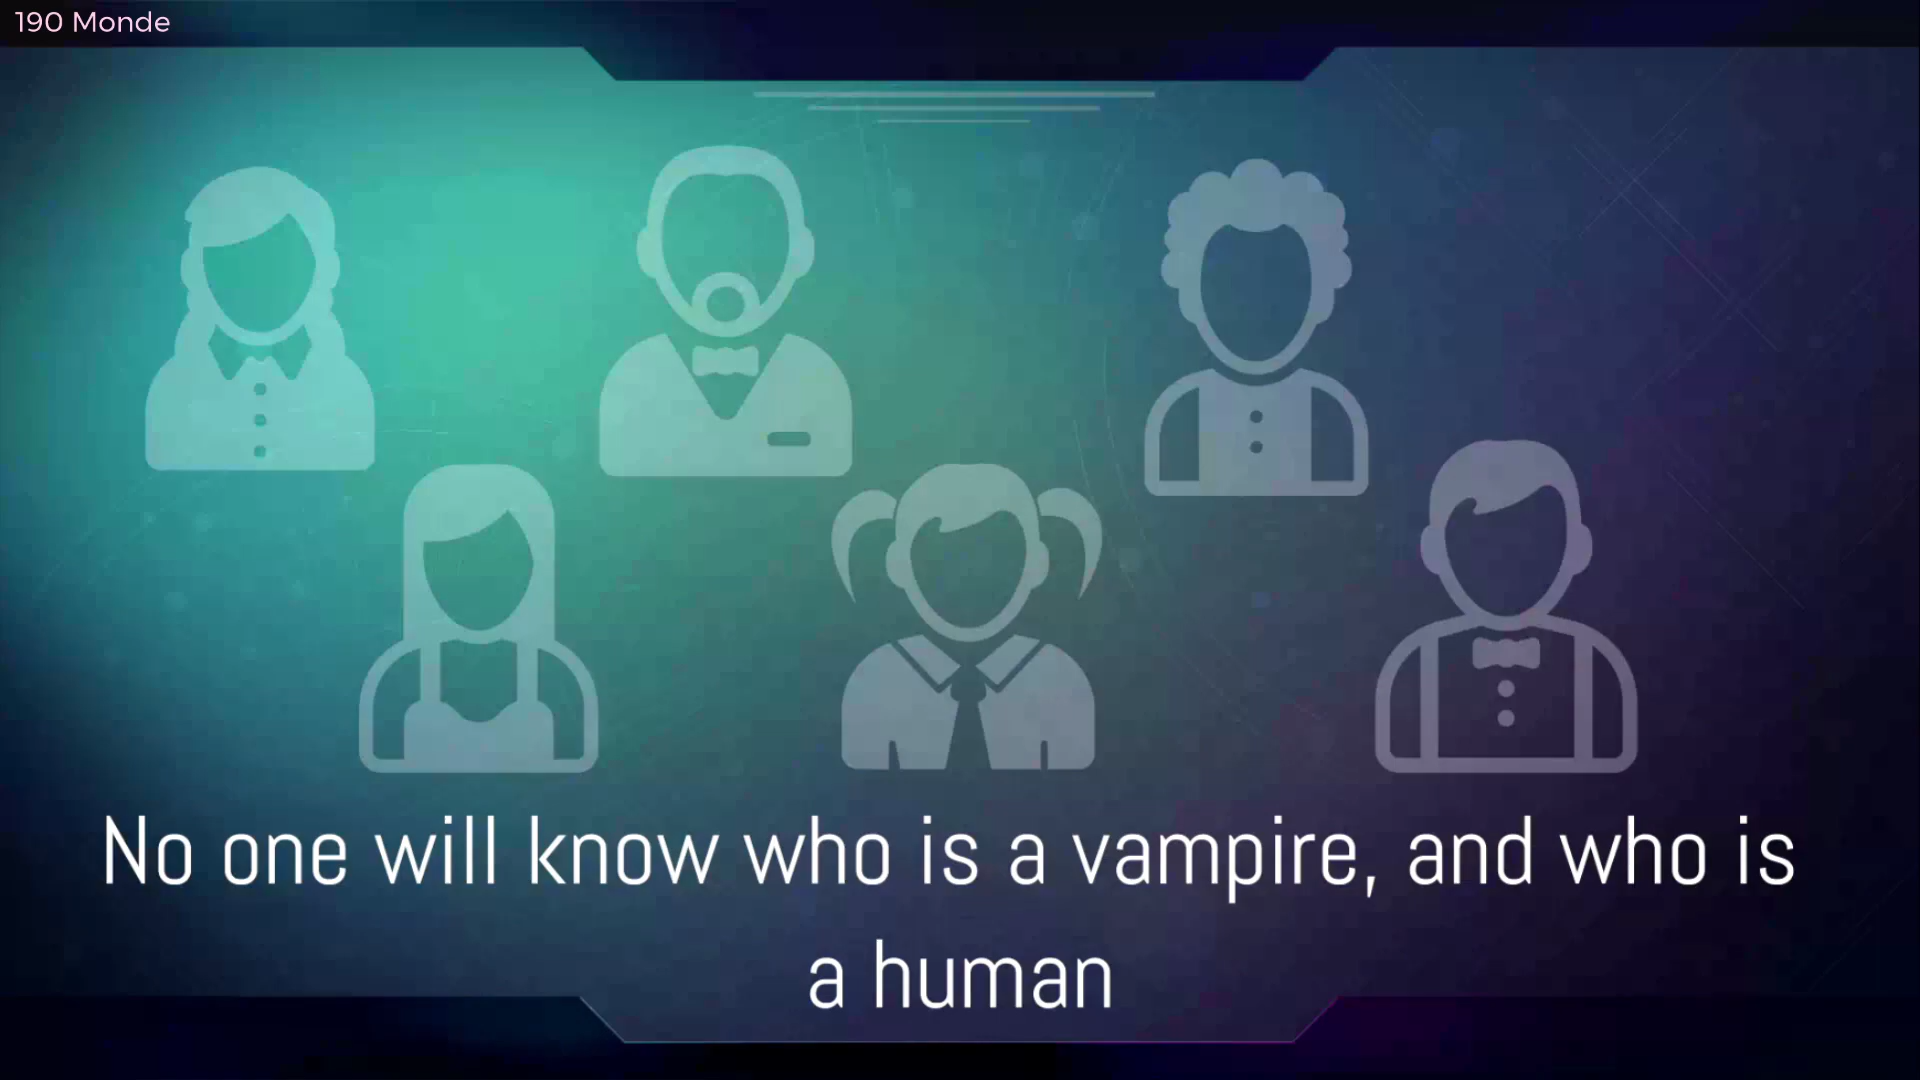 190 Monde
No one will know who is a vampire, and who is
a human